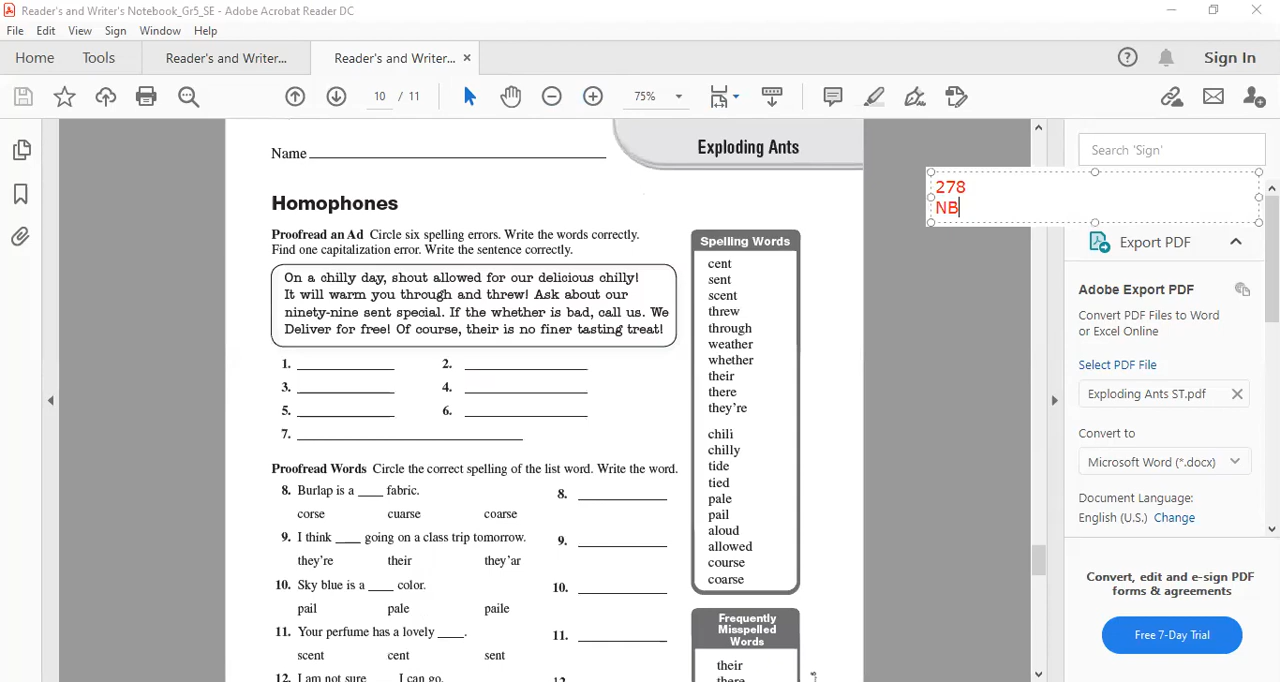 Reader's and Writer's Notebook_Gr5_SE - Adobe Acrobat Reader DC
File Edit View Sign Window Help
Home Tools Reader's and Writer... Reader's and Writer... × Sign In
10 / 11 75%
Search 'Sign'
278
NB
Export PDF
Adobe Export PDF
Convert PDF Files to Word
or Excel Online
Select PDF File
Exploding Ants ST.pdf
Convert to
Microsoft Word (*.docx)
Document Language:
English (U.S.) Change
Convert, edit and e-sign PDF
forms & agreements
Free 7-Day Trial
Name
Exploding Ants
Homophones
Proofread an Ad Circle six spelling errors. Write the words correctly.
Find one capitalization error. Write the sentence correctly.
On a chilly day, shout allowed for our delicious chilly!
It will warm you through and threw! Ask about our
ninety-nine sent special. If the whether is bad, call us. We
Deliver for free! Of course, their is no finer tasting treat!
1. 2.
3. 4.
5. 6.
7.
Proofread Words Circle the correct spelling of the list word. Write the word.
8. Burlap is a ____ fabric. 8.
corse cuarse coarse
9. I think ____ going on a class trip tomorrow. 9.
they're their they'ar
10. Sky blue is a ____ color. 10.
pail pale paile
11. Your perfume has a lovely ____. 11.
scent cent sent
12. I am not sure ____ I can go. 12.
Spelling Words
cent
sent
scent
threw
through
weather
whether
their
there
they're
chili
chilly
tide
tied
pale
pail
aloud
allowed
course
coarse
Frequently
Misspelled
Words
their
there